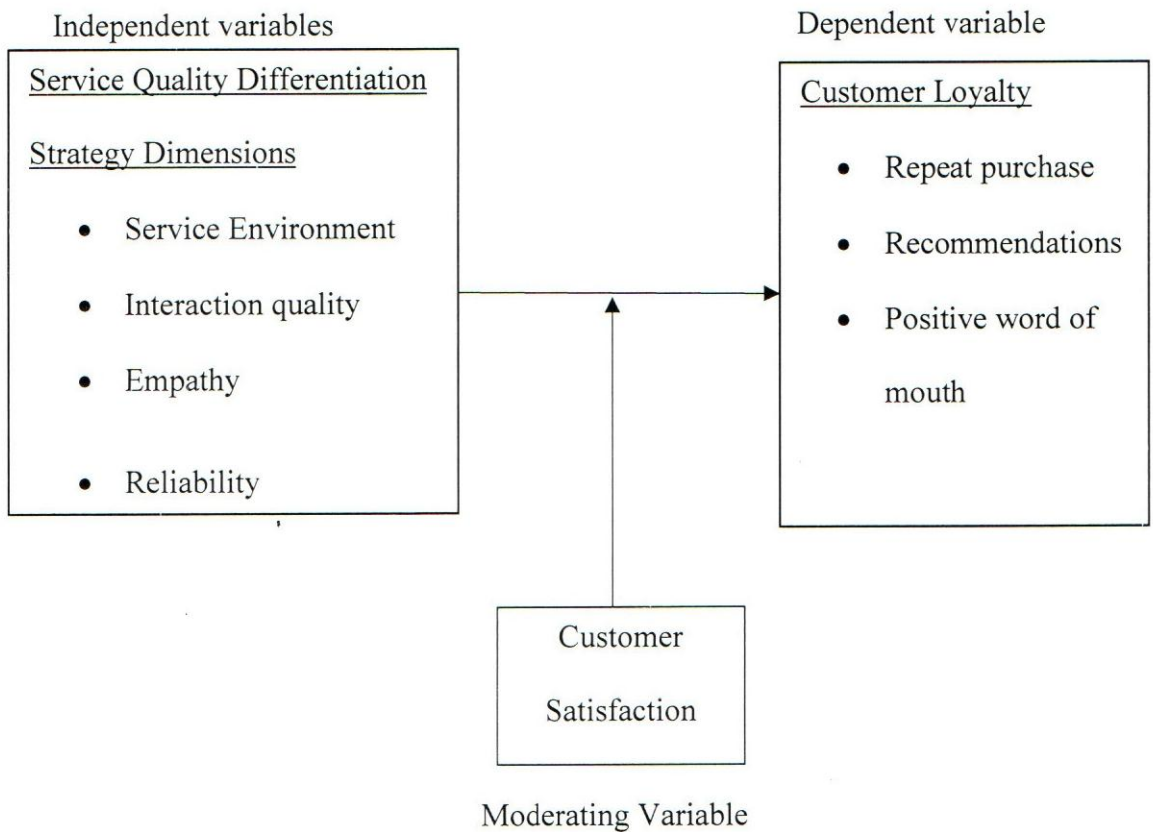 Independent variables
Service Quality Differentiation
Strategy Dimensions
• Service Environment
• Interaction quality
• Empathy
• Reliability
Dependent variable
Customer Loyalty
• Repeat purchase
• Recommendations
• Positive word of
mouth
Customer
Satisfaction
Moderating Variable